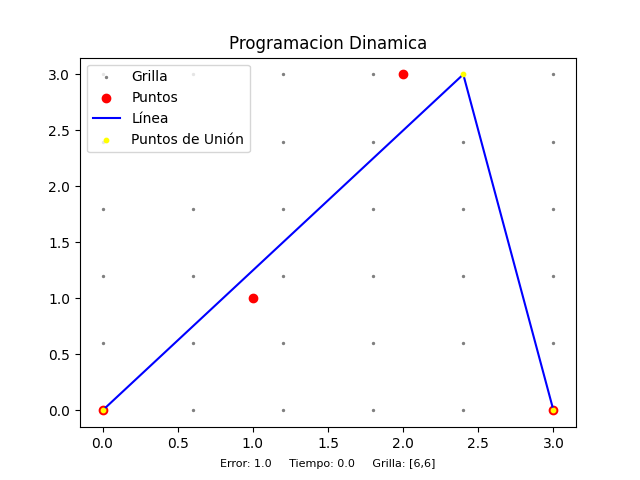 Programacion Dinamica
3.0
2.5
2.0
1.5
1.0
0.5
0.0
Grilla
Puntos
Línea
Puntos de Unión
0.0 0.5 1.0 1.5 2.0 2.5 3.0
Error: 1.0 Tiempo: 0.0 Grilla: [6,6]